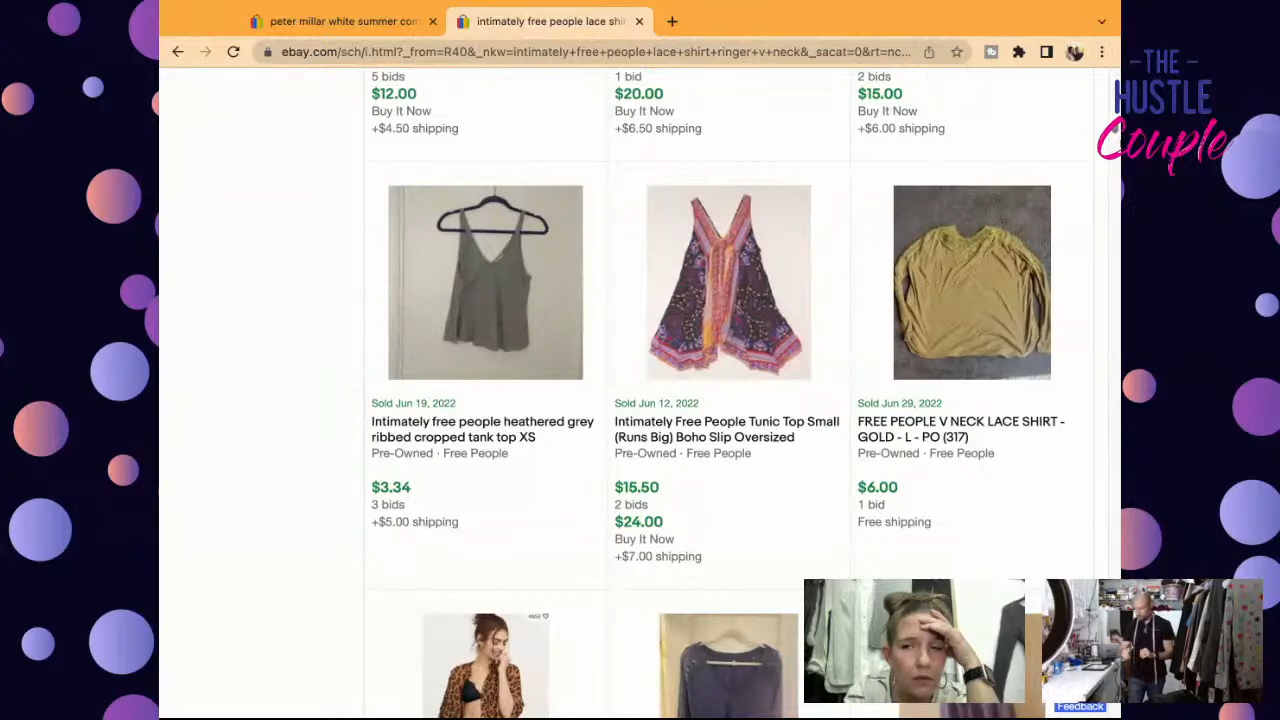 peter millar white summer com
intimately free people lace shir
ebay.com/sch/i.html?_from=R40&_nkw=intimately+free+people+lace+shirt+ringer+v+neck&_sacat=0&rt=nc...
-THE-
HUSTLE
Couple
5 bids
$12.00
Buy It Now
+$4.50 shipping
1 bid
$20.00
Buy It Now
+$6.50 shipping
2 bids
$15.00
Buy It Now
+$6.00 shipping
Sold Jun 19, 2022
Intimately free people heathered grey
ribbed cropped tank top XS
Pre-Owned · Free People
$3.34
3 bids
+$5.00 shipping
Sold Jun 12, 2022
Intimately Free People Tunic Top Small
(Runs Big) Boho Slip Oversized
Pre-Owned · Free People
$15.50
2 bids
$24.00
Buy It Now
+$7.00 shipping
Sold Jun 29, 2022
FREE PEOPLE V NECK LACE SHIRT -
GOLD - L - PO (317)
Pre-Owned · Free People
$6.00
1 bid
Free shipping
Feedback